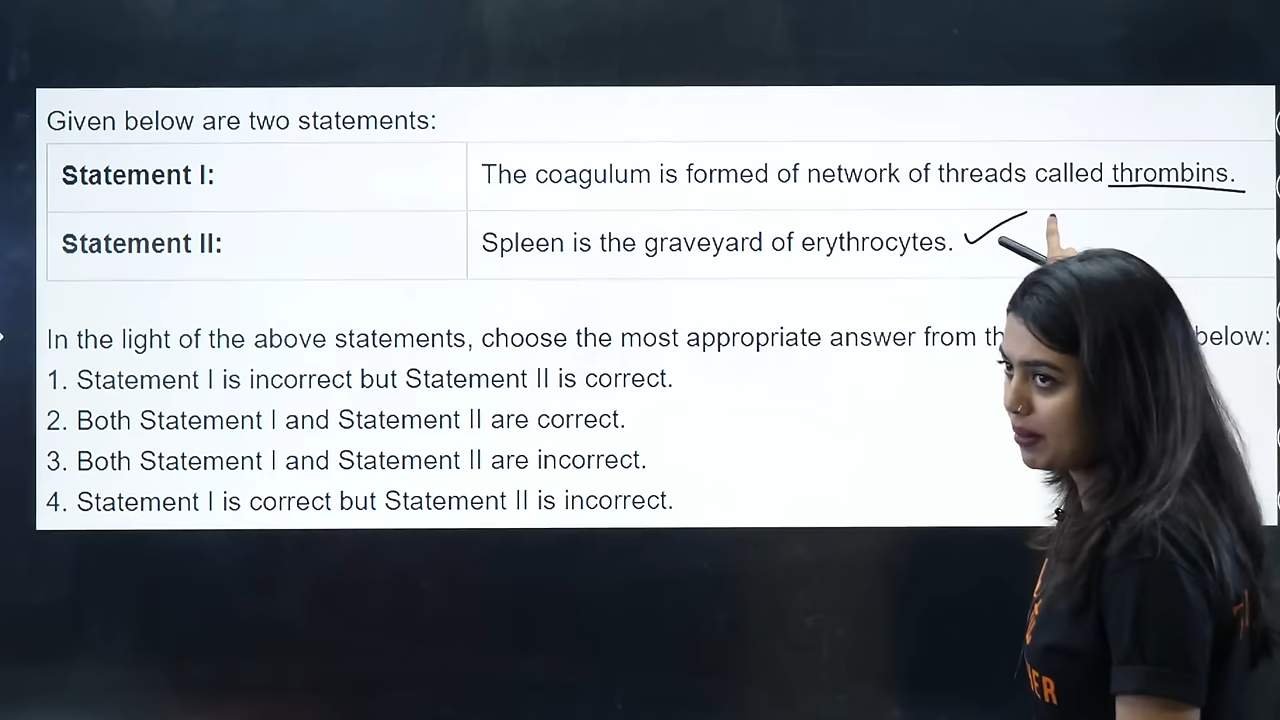 Given below are two statements:
Statement I: The coagulum is formed of network of threads called thrombins.
Statement II: Spleen is the graveyard of erythrocytes.
In the light of the above statements, choose the most appropriate answer from below:
1. Statement I is incorrect but Statement II is correct.
2. Both Statement I and Statement II are correct.
3. Both Statement I and Statement II are incorrect.
4. Statement I is correct but Statement II is incorrect.